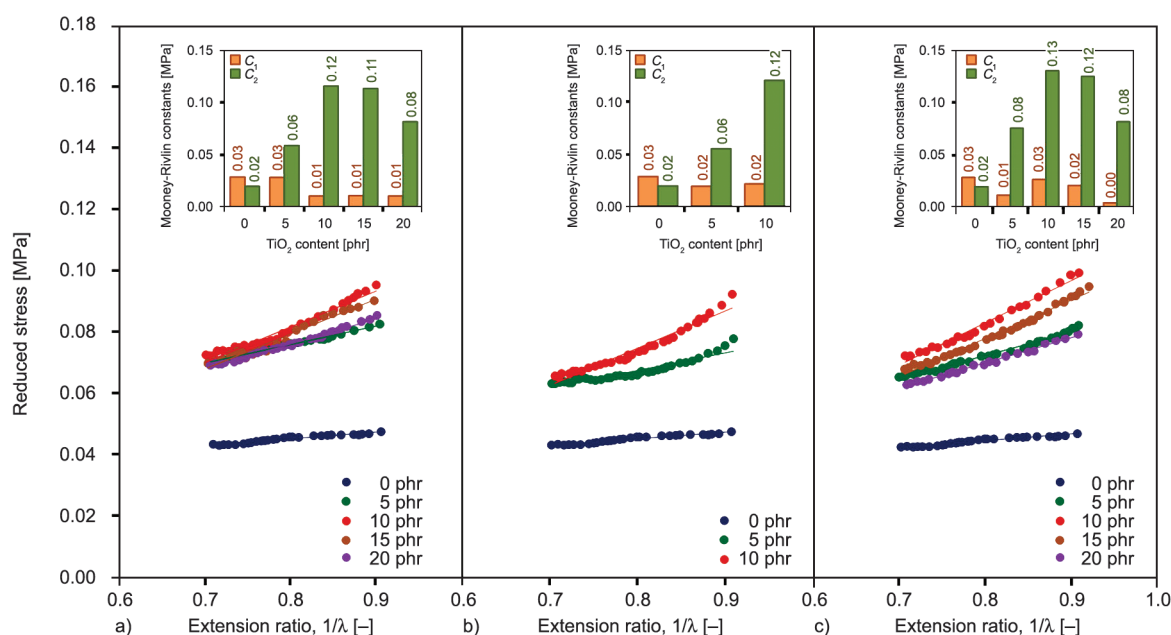 Reduced stress [MPa]
0.18
0.16
0.14
0.12
0.10
0.08
0.06
0.04
0.02
0.00
Mooney-Rivlin constants [MPa]
0.15
0.10
0.05
0.00
C1
C2
0.03
0.02
0.03
0.06
0.01
0.12
0.01
0.11
0.01
0.08
0 5 10 15 20
TiO2 content [phr]
0 phr
5 phr
10 phr
15 phr
20 phr
0.6 0.7 0.8 0.9
a) Extension ratio, 1/λ [–]
Mooney-Rivlin constants [MPa]
0.15
0.10
0.05
0.00
C1
C2
0.03
0.02
0.02
0.06
0.02
0.12
0 5 10
TiO2 content [phr]
0 phr
5 phr
10 phr
0.6 0.7 0.8 0.9
b) Extension ratio, 1/λ [–]
Mooney-Rivlin constants [MPa]
0.15
0.10
0.05
0.00
C1
C2
0.03
0.02
0.01
0.08
0.03
0.13
0.02
0.12
0.00
0.08
0 5 10 15 20
TiO2 content [phr]
0 phr
5 phr
10 phr
15 phr
20 phr
0.6 0.7 0.8 0.9 1.0
c) Extension ratio, 1/λ [–]